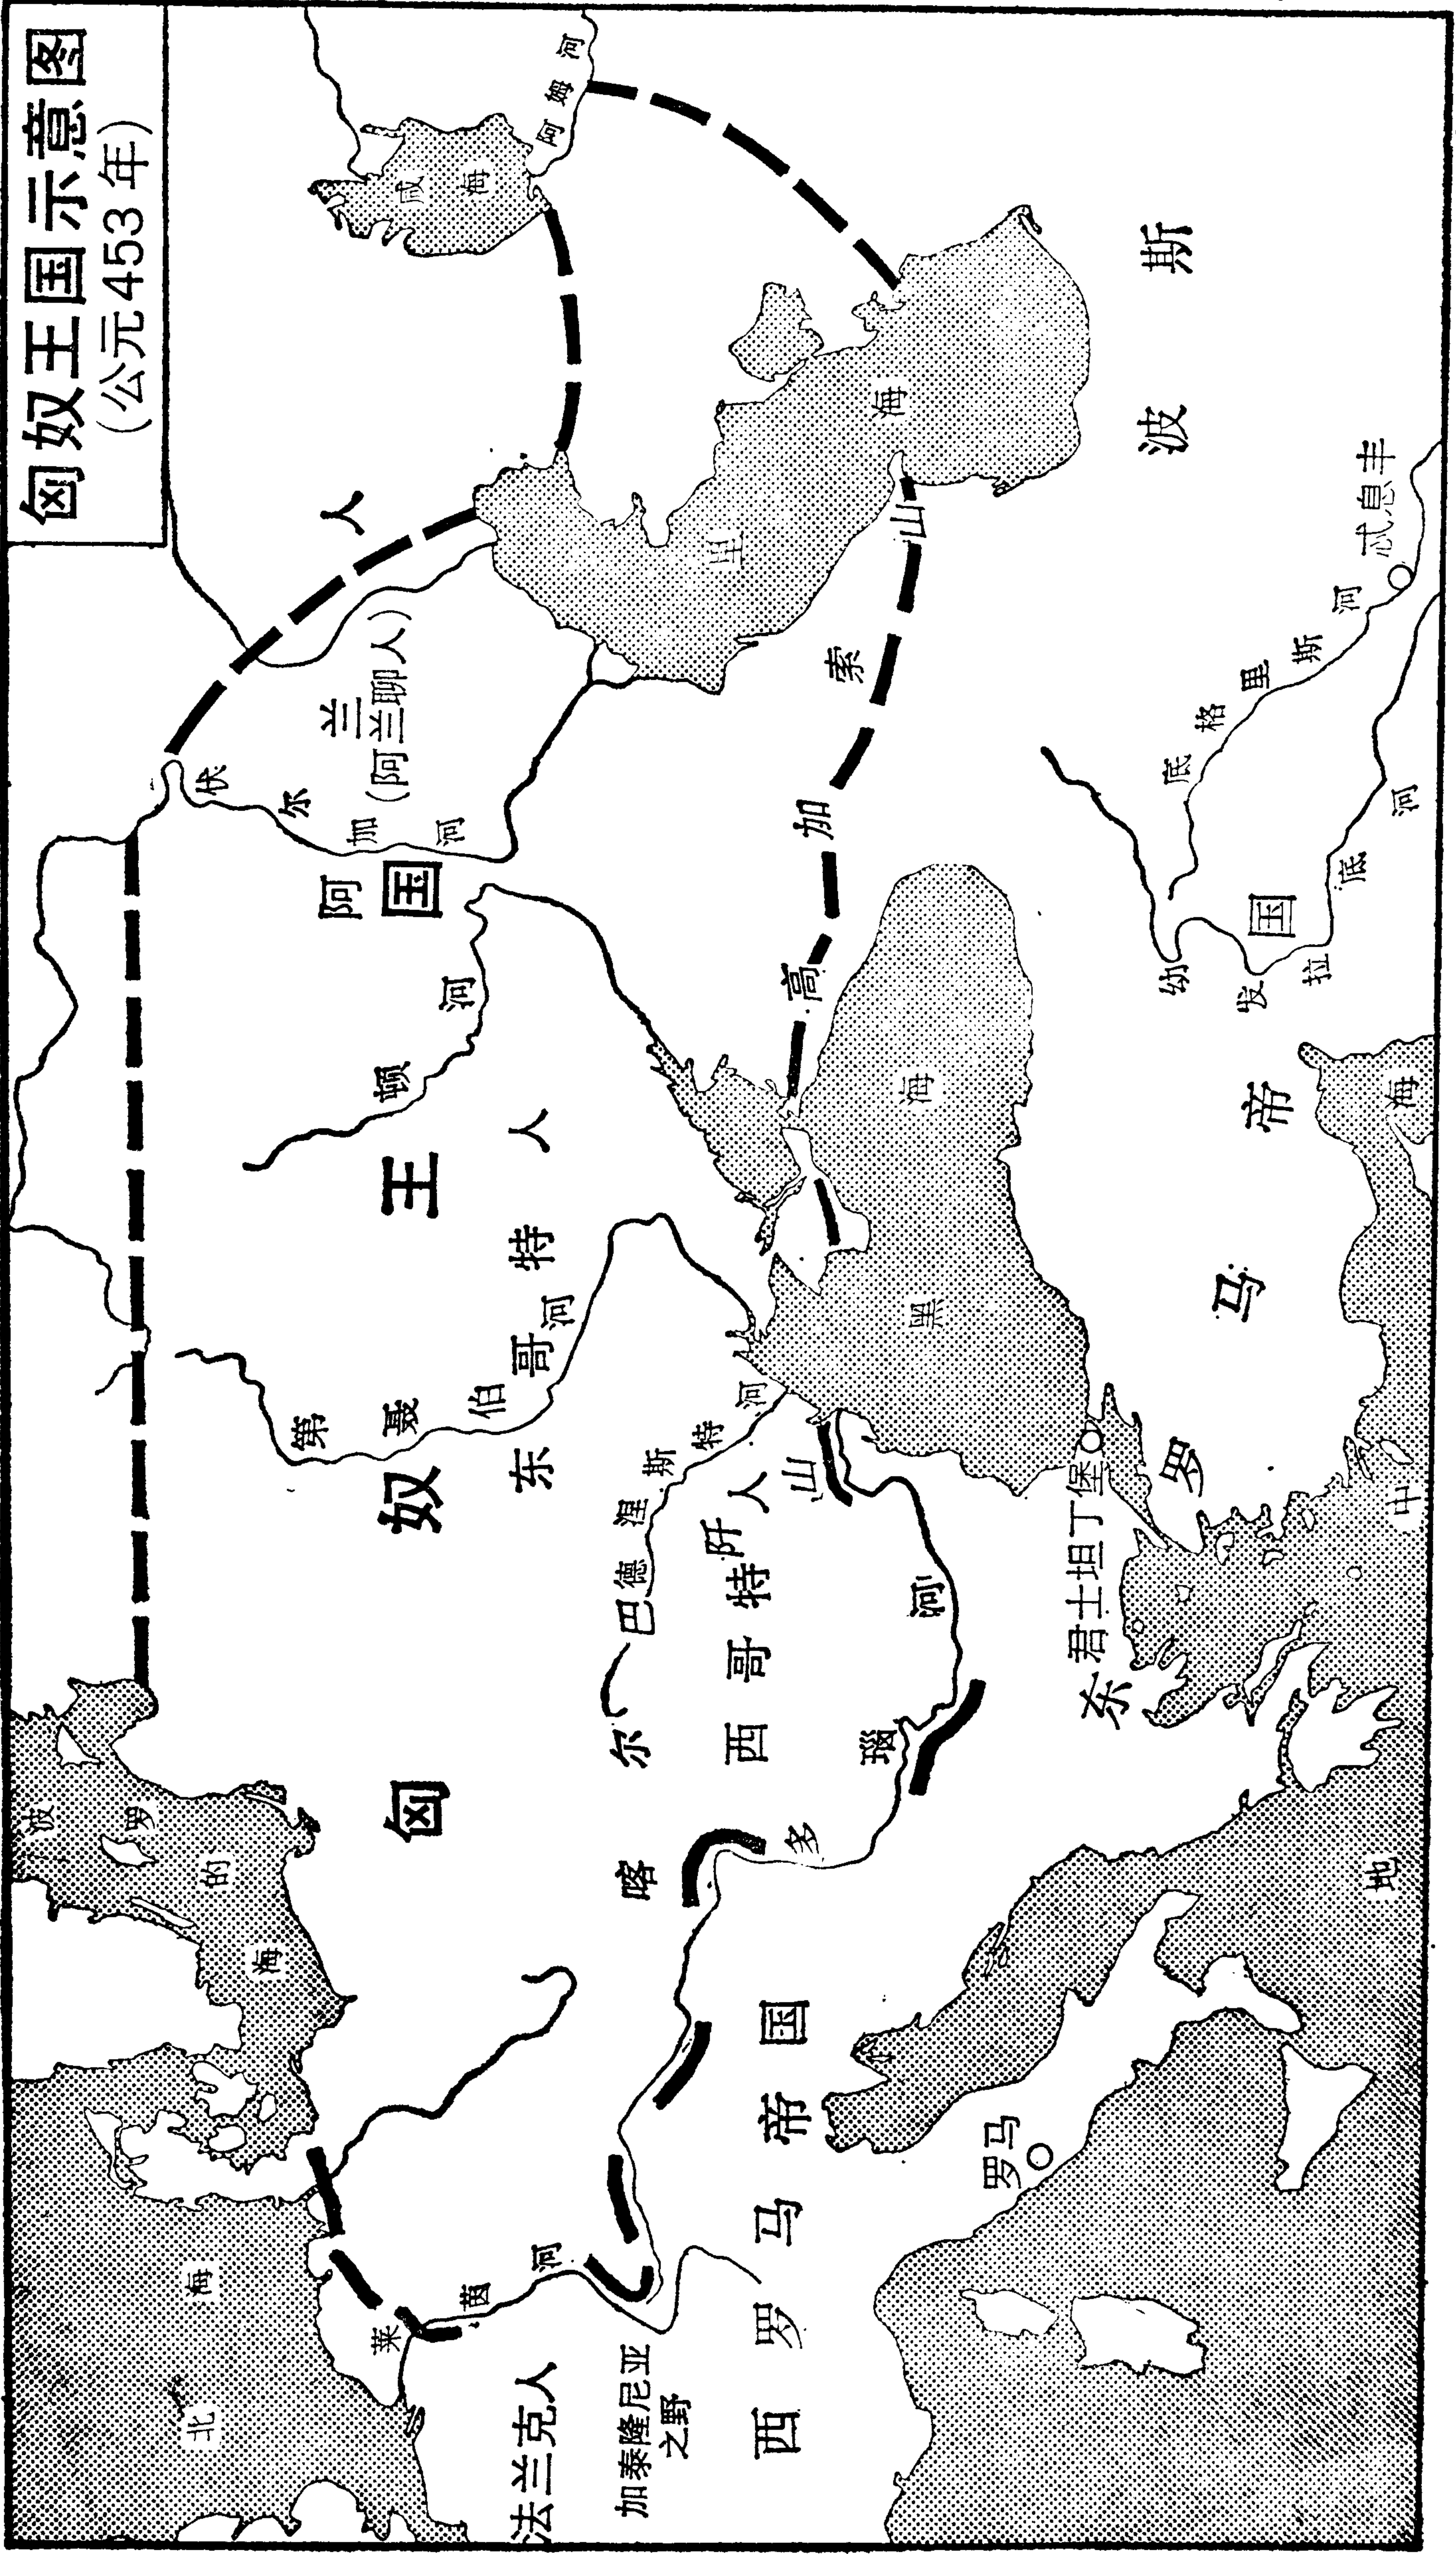 匈奴王国示意图
(公元453年)
匈奴王国
北海
波罗的海
莱茵河
法兰克人
加泰隆尼亚
之野
西罗马帝国
罗马
喀尔巴阡山
德涅斯特河
西哥特人
多瑙河
东哥特人
第聂伯河
顿河
阿兰人
(阿兰聊人)
伏尔加河
咸海
阿姆河
里海
高加索山
黑海
君士坦丁堡
东罗马帝国
地中海
幼发拉底河
底格里斯河
忒息丰
波斯